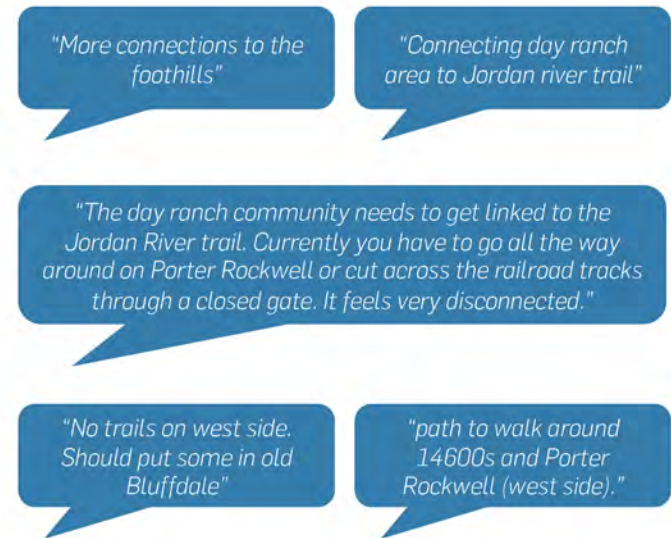 "More connections to the
foothills"
"Connecting day ranch
area to Jordan river trail"
"The day ranch community needs to get linked to the
Jordan River trail. Currently you have to go all the way
around on Porter Rockwell or cut across the railroad tracks
through a closed gate. It feels very disconnected."
"No trails on west side.
Should put some in old
Bluffdale"
"path to walk around
14600s and Porter
Rockwell (west side)."